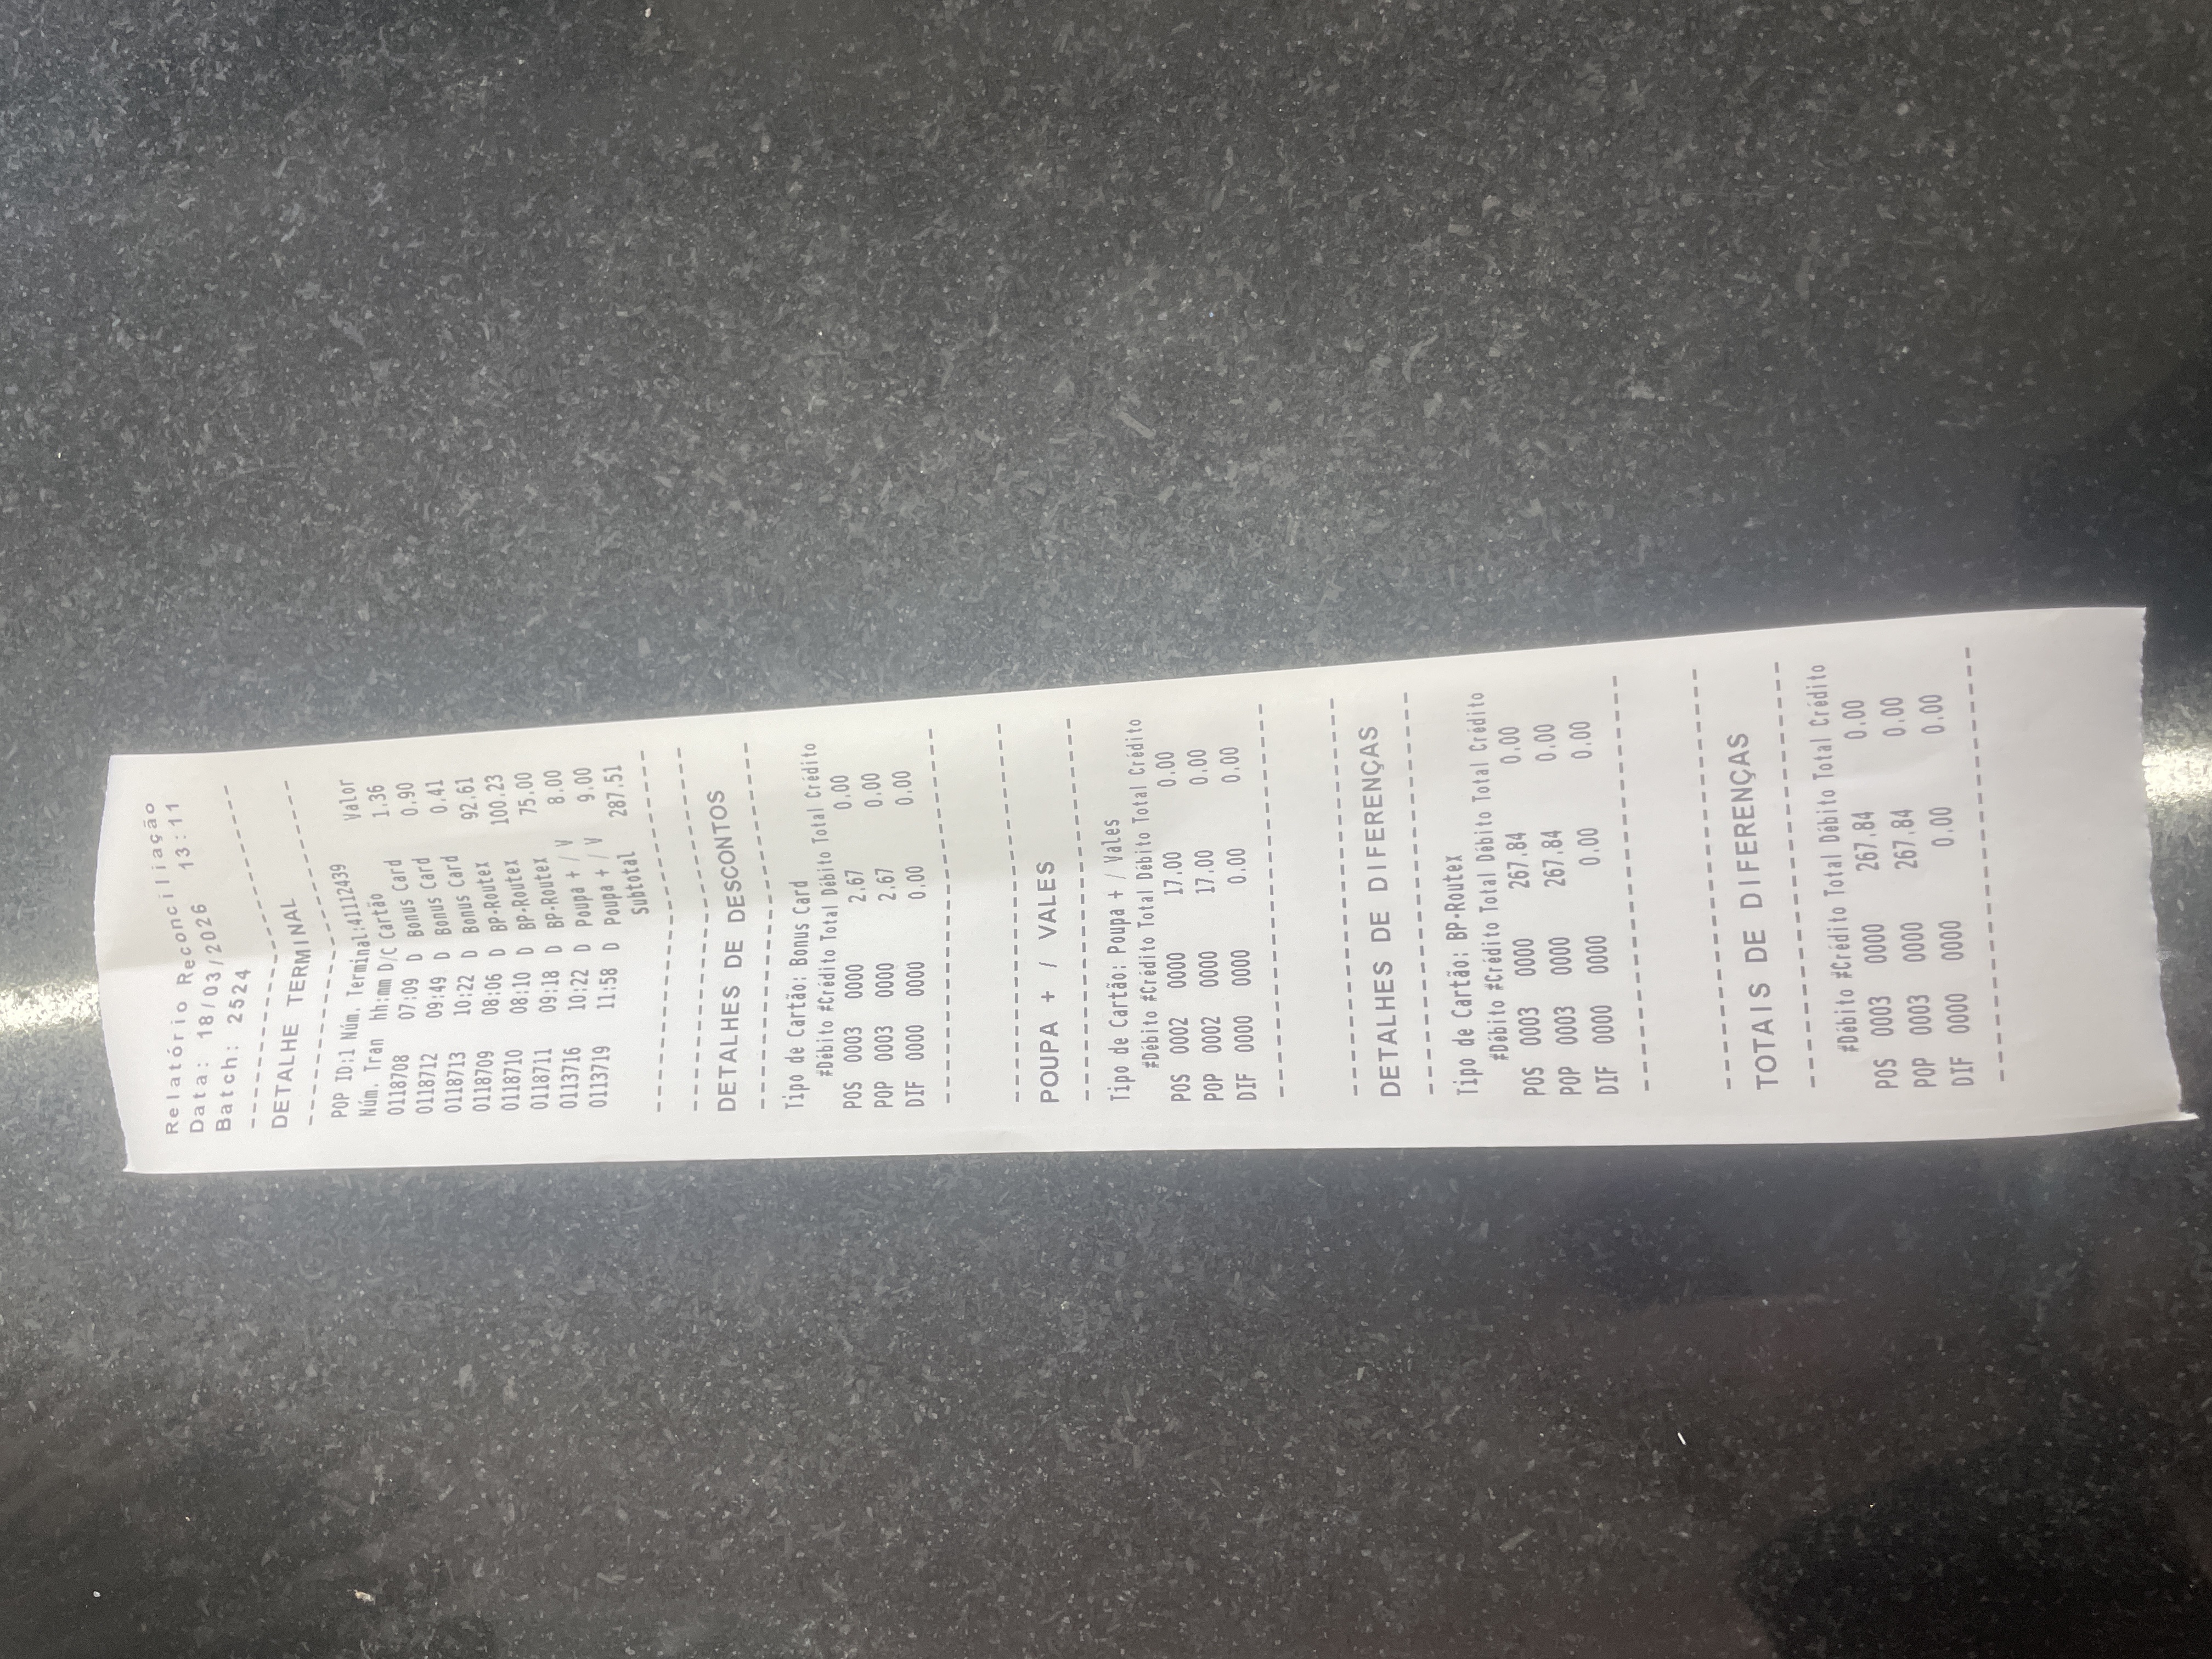 Relatório Reconciliação
Data: 18/03/2026 13:11
Batch: 2524
------------------------
DETALHE TERMINAL
------------------------
POP ID:1 Núm. Terminal:41112439
Núm. Tran hh:mm D/C Cartão Valor
0118708 07:09 D Bonus Card 1.36
0118712 09:49 D Bonus Card 0.90
0118713 10:22 D Bonus Card 0.41
0118709 08:06 D BP-Routex 92.61
0118710 08:10 D BP-Routex 100.23
0118711 09:18 D BP-Routex 75.00
0113716 10:22 D Poupa + / V 8.00
0113719 11:58 D Poupa + / V 9.00
Subtotal 287.51
------------------------
------------------------
DETALHES DE DESCONTOS
------------------------
Tipo de Cartão: Bonus Card
#Débito #Crédito Total Débito Total Crédito
POS 0003 0000 2.67 0.00
POP 0003 0000 2.67 0.00
DIF 0000 0000 0.00 0.00
------------------------
------------------------
POUPA + / VALES
------------------------
Tipo de Cartão: Poupa + / Vales
#Débito #Crédito Total Débito Total Crédito
POS 0002 0000 17.00 0.00
POP 0002 0000 17.00 0.00
DIF 0000 0000 0.00 0.00
------------------------
------------------------
DETALHES DE DIFERENÇAS
------------------------
Tipo de Cartão: BP-Routex
#Débito #Crédito Total Débito Total Crédito
POS 0003 0000 267.84 0.00
POP 0003 0000 267.84 0.00
DIF 0000 0000 0.00 0.00
------------------------
------------------------
TOTAIS DE DIFERENÇAS
------------------------
#Débito #Crédito Total Débito Total Crédito
POS 0003 0000 267.84 0.00
POP 0003 0000 267.84 0.00
DIF 0000 0000 0.00 0.00
------------------------